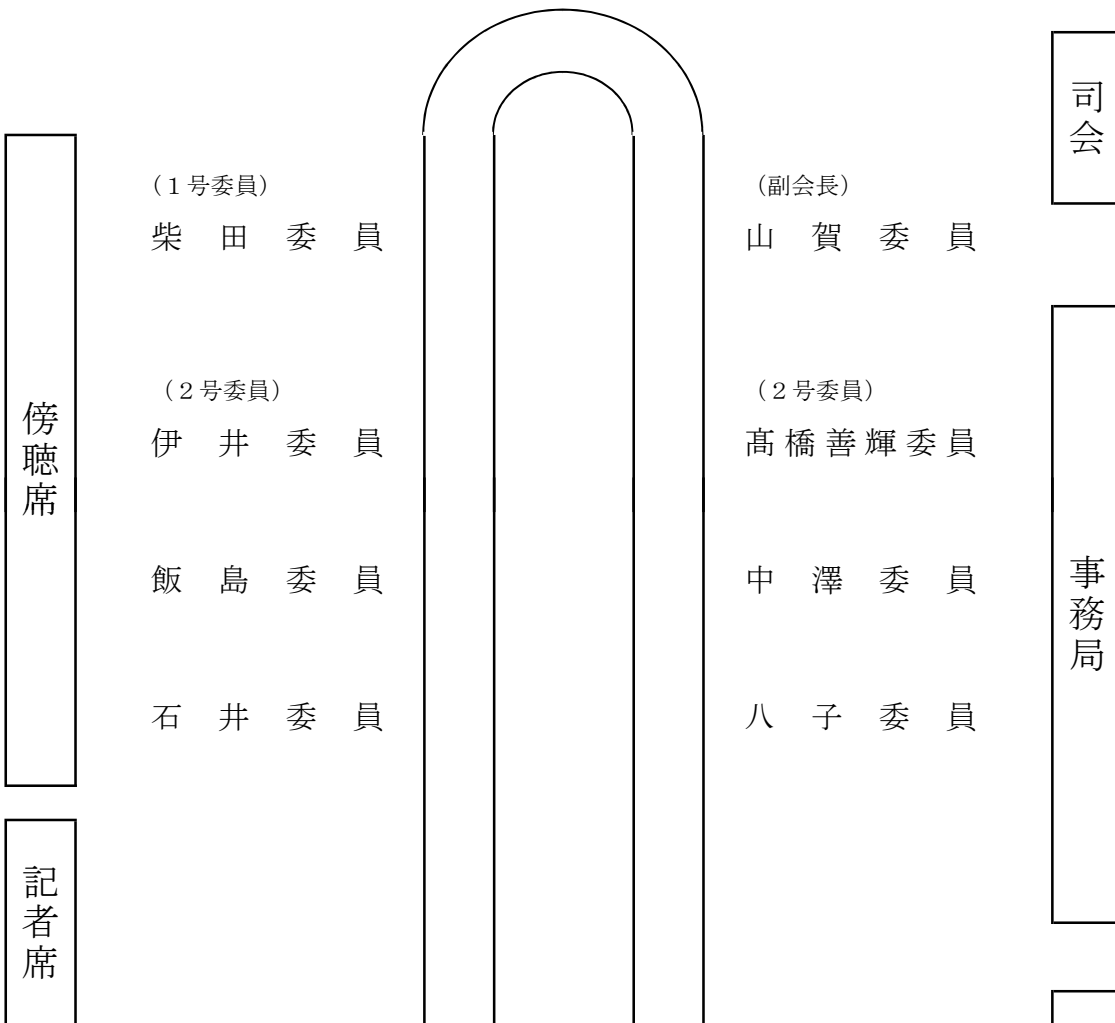 司会
(1号委員)
柴田委員
(副会長)
山賀委員
傍聴席
(2号委員)
伊井委員
(2号委員)
髙橋善輝委員
飯島委員
中澤委員
事務局
石井委員
八子委員
記者席